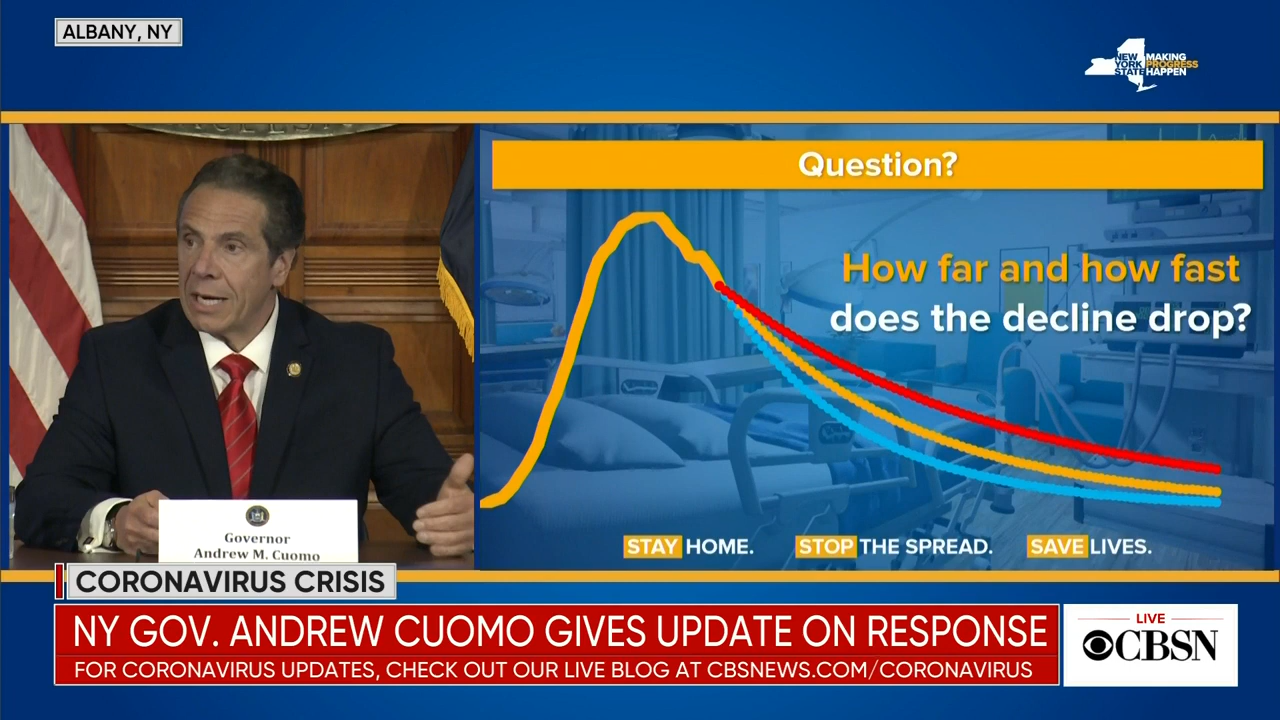 ALBANY, NY
NEW
YORK
STATE
MAKING
PROGRESS
HAPPEN
Question?
How far and how fast
does the decline drop?
STAY HOME. STOP THE SPREAD. SAVE LIVES.
Governor
Andrew M. Cuomo
CORONAVIRUS CRISIS
NY GOV. ANDREW CUOMO GIVES UPDATE ON RESPONSE
FOR CORONAVIRUS UPDATES, CHECK OUT OUR LIVE BLOG AT CBSNEWS.COM/CORONAVIRUS
LIVE
CBSN